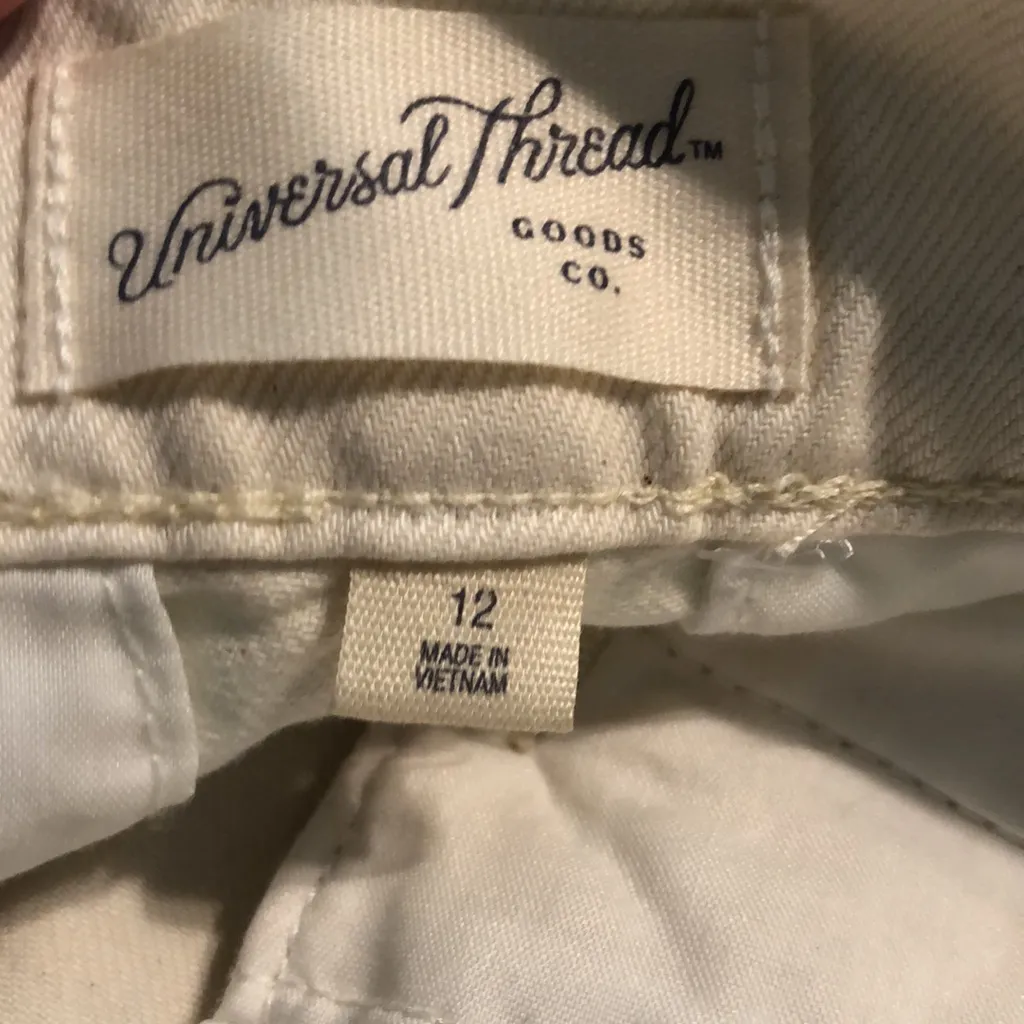 Universal Thread™
GOODS
CO.
12
MADE IN
VIETNAM